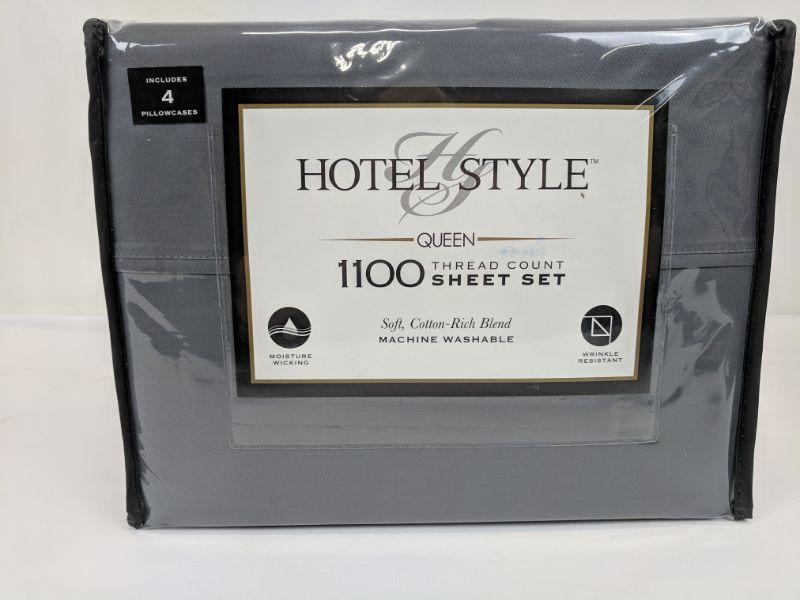 INCLUDES
4
PILLOWCASES
HS
HOTEL STYLE™
QUEEN
1100 THREAD COUNT
SHEET SET
Soft, Cotton-Rich Blend
MACHINE WASHABLE
MOISTURE
WICKING
WRINKLE
RESISTANT